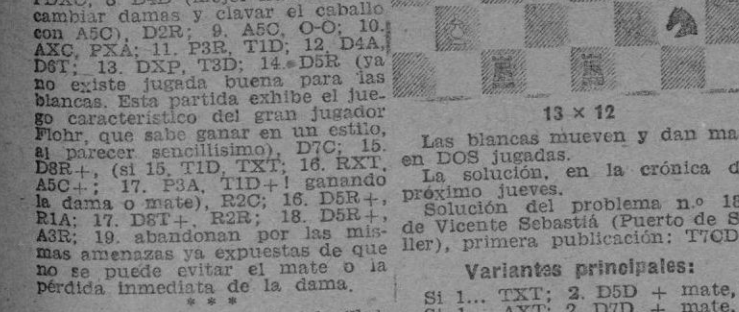 cambiar damas y clavar el caballo
con A5C), D2R; 9. A5C, O-O; 10.
AXC, PXA; 11. P3R, T1D; 12 D4A,
D6T; 13. DXP, T3D; 14. D5R (ya
no existe jugada buena para las
blancas. Esta partida exhibe el jue-
go característico del gran jugador
Flohr, que sabe ganar en un estilo,
al parecer sencillísimo), D7C; 15.
D8R+, (si 15, T1D, TXT; 16. RXT,
A5C+; 17. P3A, T1D+! ganando
la dama o mate), R2C; 16. D5R+,
R1A; 17. D8T+, R2R; 18. D5R+,
A3R; 19. abandonan por las mis-
mas amenazas ya expuestas de que
no se puede evitar el mate o la
pérdida inmediata de la dama.
* * *
13 × 12
Las blancas mueven y dan ma
en DOS jugadas.
La solución, en la crónica d
próximo jueves.
Solución del problema n.º 18
de Vicente Sebastiá (Puerto de S
ller), primera publicación: T7CD
Variantes principales:
Si 1... TXT; 2. D5D + mate,
Si 1... AXT; 2. D7D + mate,